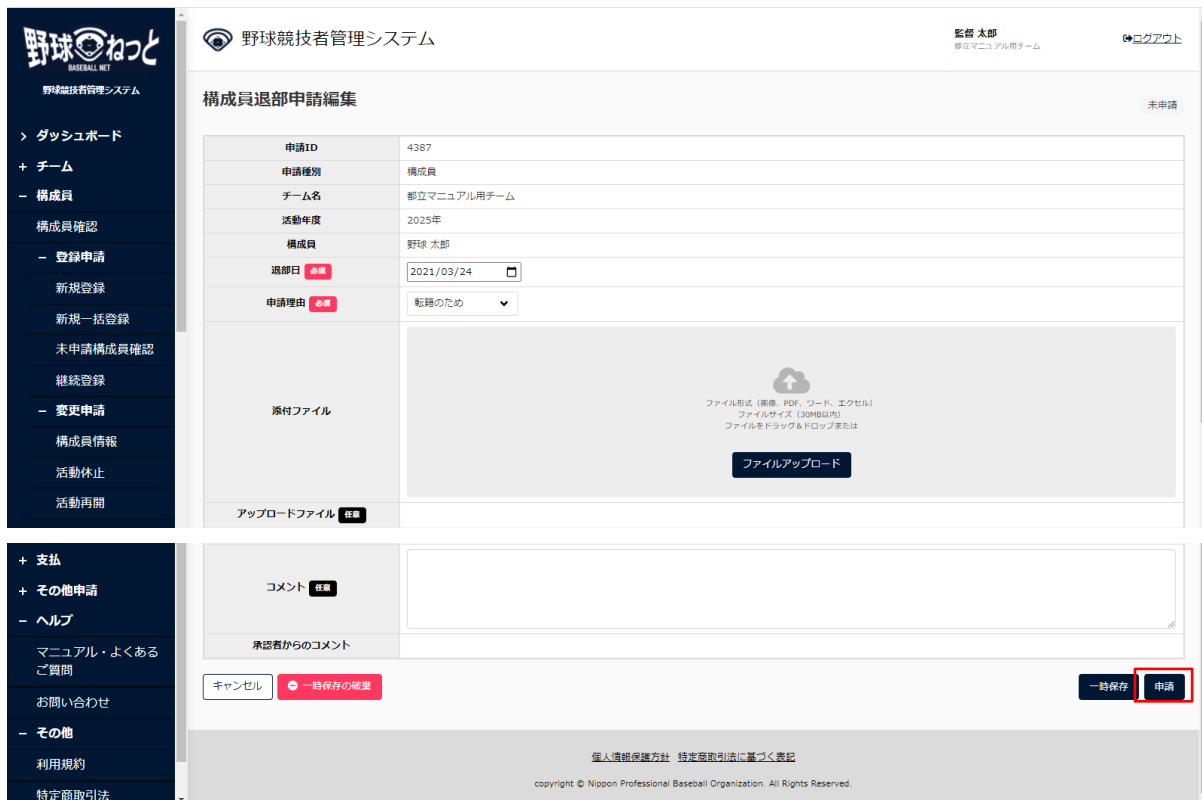 野球ねっと
BASEBALL NET
野球競技者管理システム
> ダッシュボード
+ チーム
− 構成員
構成員確認
− 登録申請
新規登録
新規一括登録
未申請構成員確認
継続登録
− 変更申請
構成員情報
活動休止
活動再開
野球競技者管理システム
監督 太郎
都立マニュアル用チーム
ログアウト
構成員退部申請編集
未申請
申請ID 4387
申請種別 構成員
チーム名 都立マニュアル用チーム
活動年度 2025年
構成員 野球 太郎
退部日 必須 2021/03/24
申請理由 必須 転籍のため
添付ファイル
ファイル形式（画像、PDF、ワード、エクセル）
ファイルサイズ（30MB以内）
ファイルをドラッグ＆ドロップまたは
ファイルアップロード
アップロードファイル 任意
+ 支払
+ その他申請
− ヘルプ
マニュアル・よくある
ご質問
お問い合わせ
− その他
利用規約
特定商取引法
コメント 任意
承認者からのコメント
キャンセル 一時保存の破棄 一時保存 申請
個人情報保護方針 特定商取引法に基づく表記
copyright © Nippon Professional Baseball Organization. All Rights Reserved.